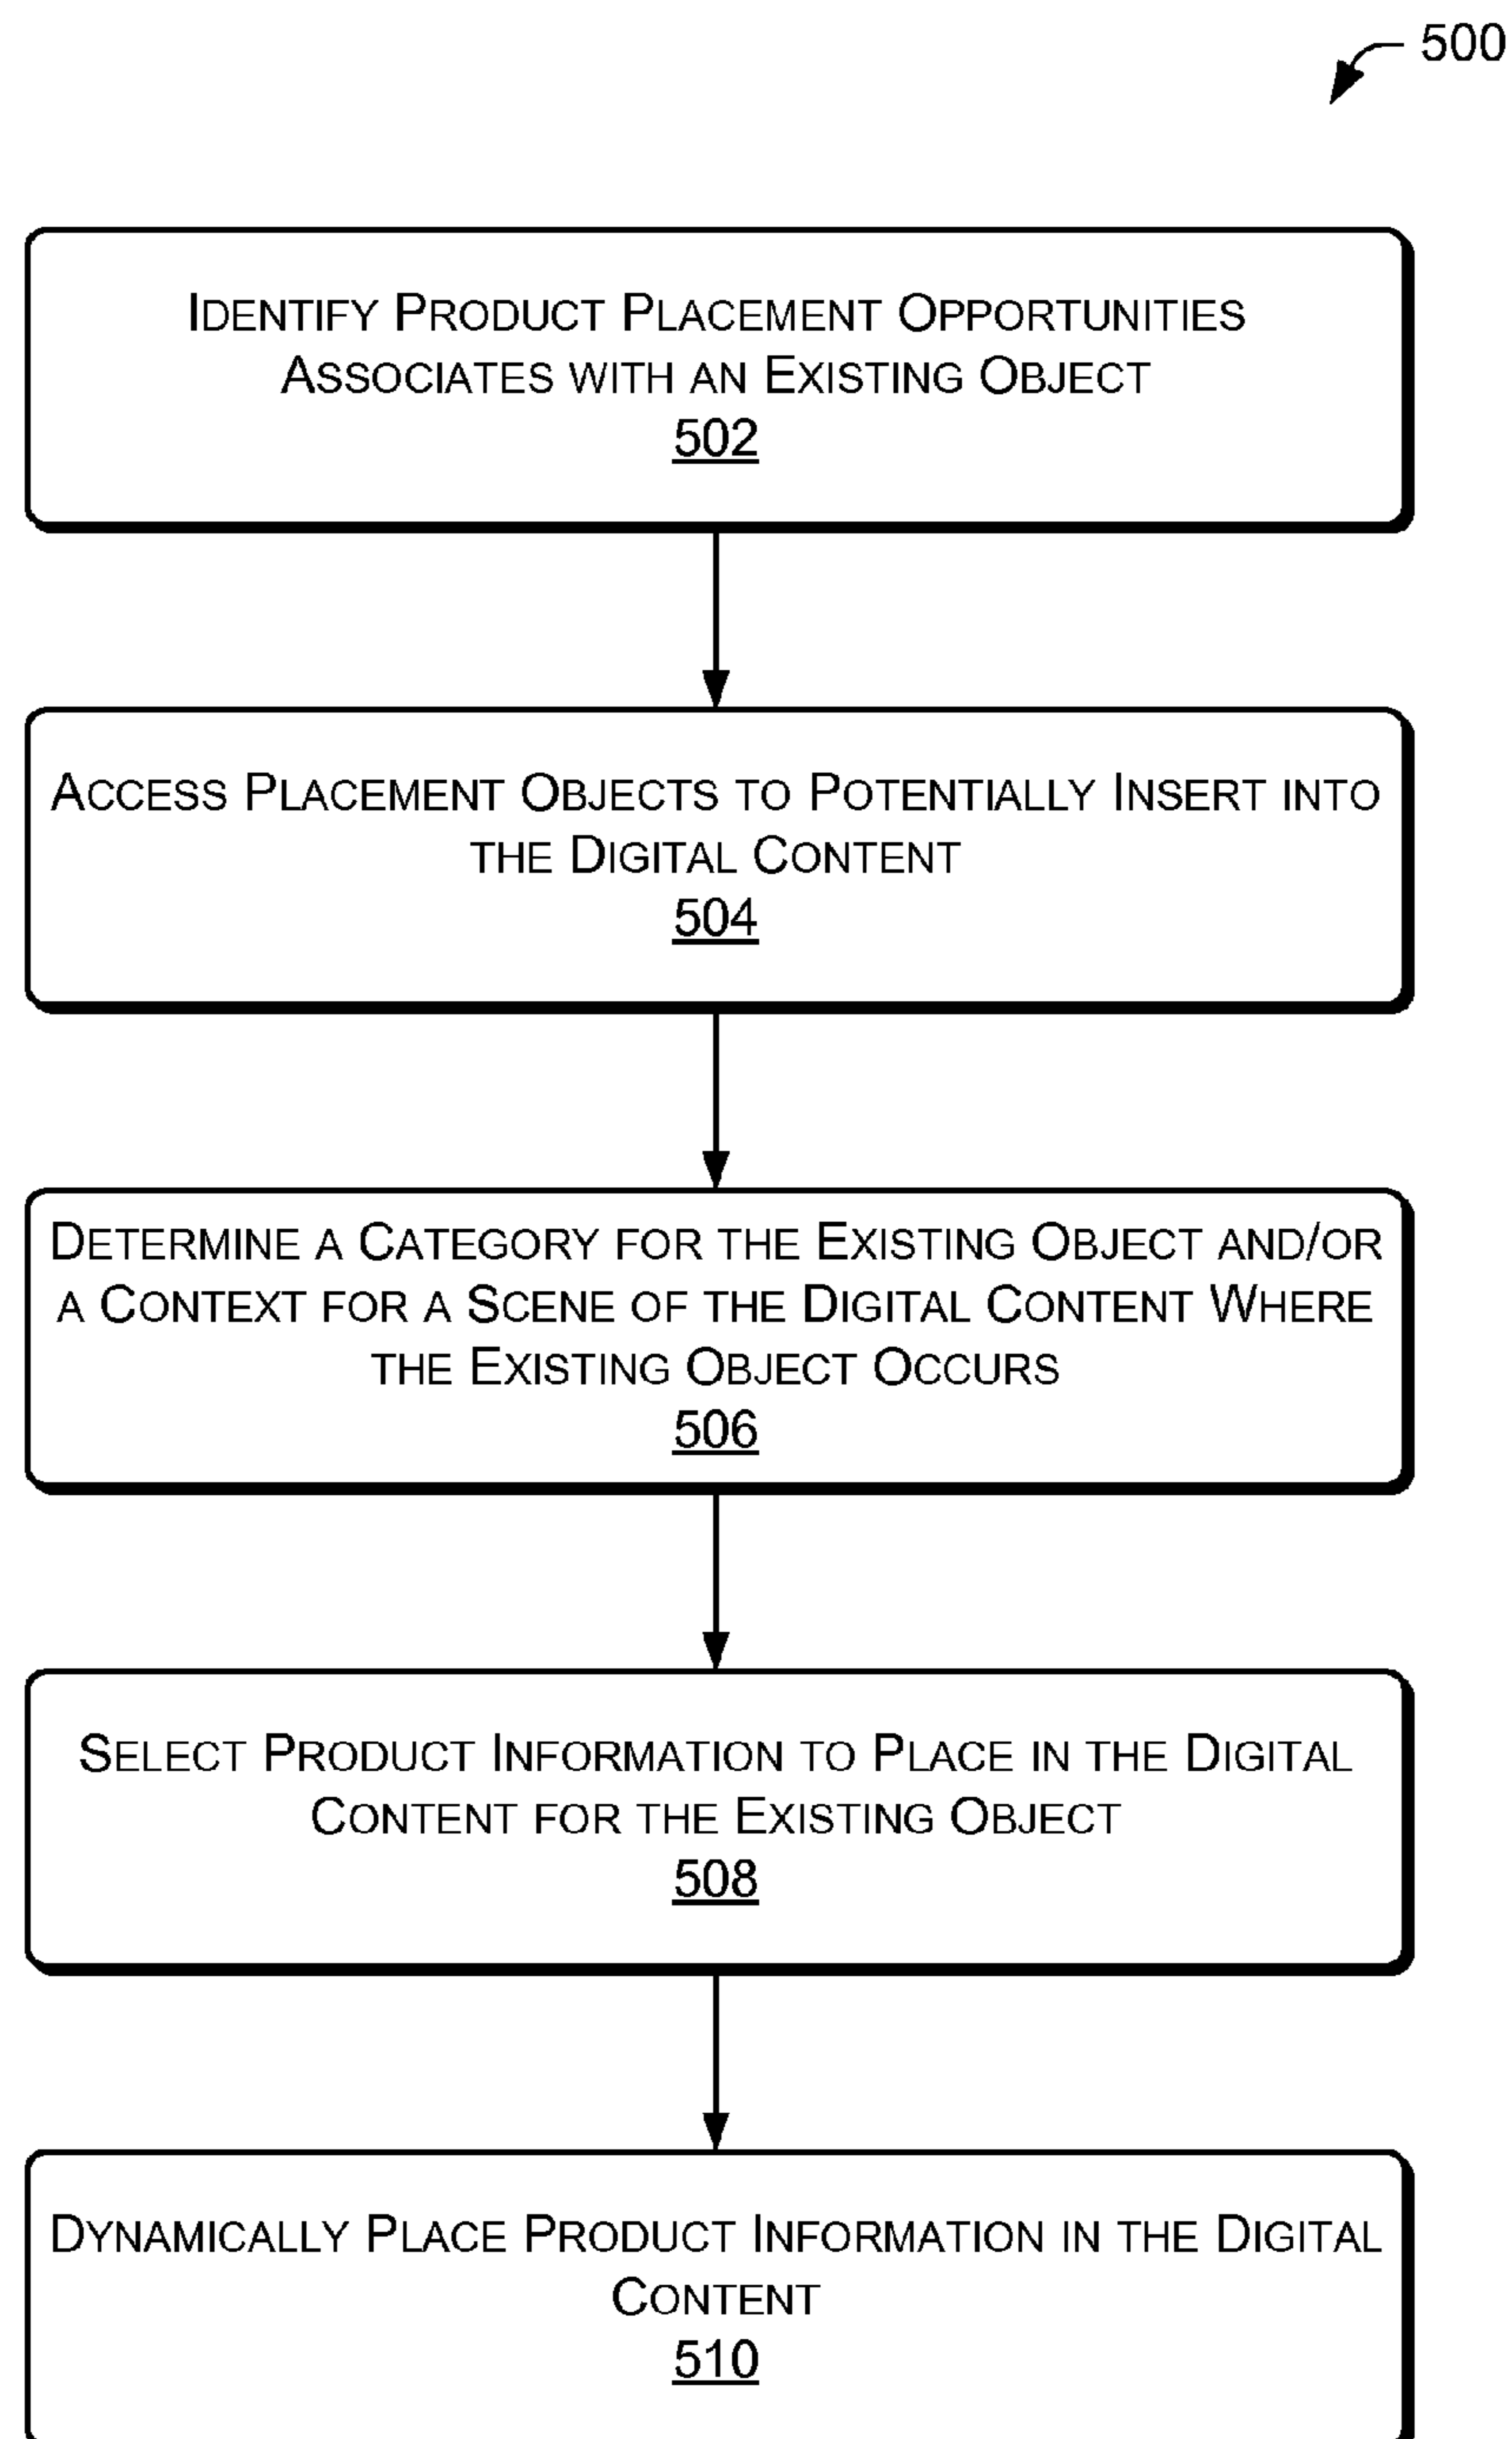 500
IDENTIFY PRODUCT PLACEMENT OPPORTUNITIES
ASSOCIATES WITH AN EXISTING OBJECT
502
ACCESS PLACEMENT OBJECTS TO POTENTIALLY INSERT INTO
THE DIGITAL CONTENT
504
DETERMINE A CATEGORY FOR THE EXISTING OBJECT AND/OR
A CONTEXT FOR A SCENE OF THE DIGITAL CONTENT WHERE
THE EXISTING OBJECT OCCURS
506
SELECT PRODUCT INFORMATION TO PLACE IN THE DIGITAL
CONTENT FOR THE EXISTING OBJECT
508
DYNAMICALLY PLACE PRODUCT INFORMATION IN THE DIGITAL
CONTENT
510